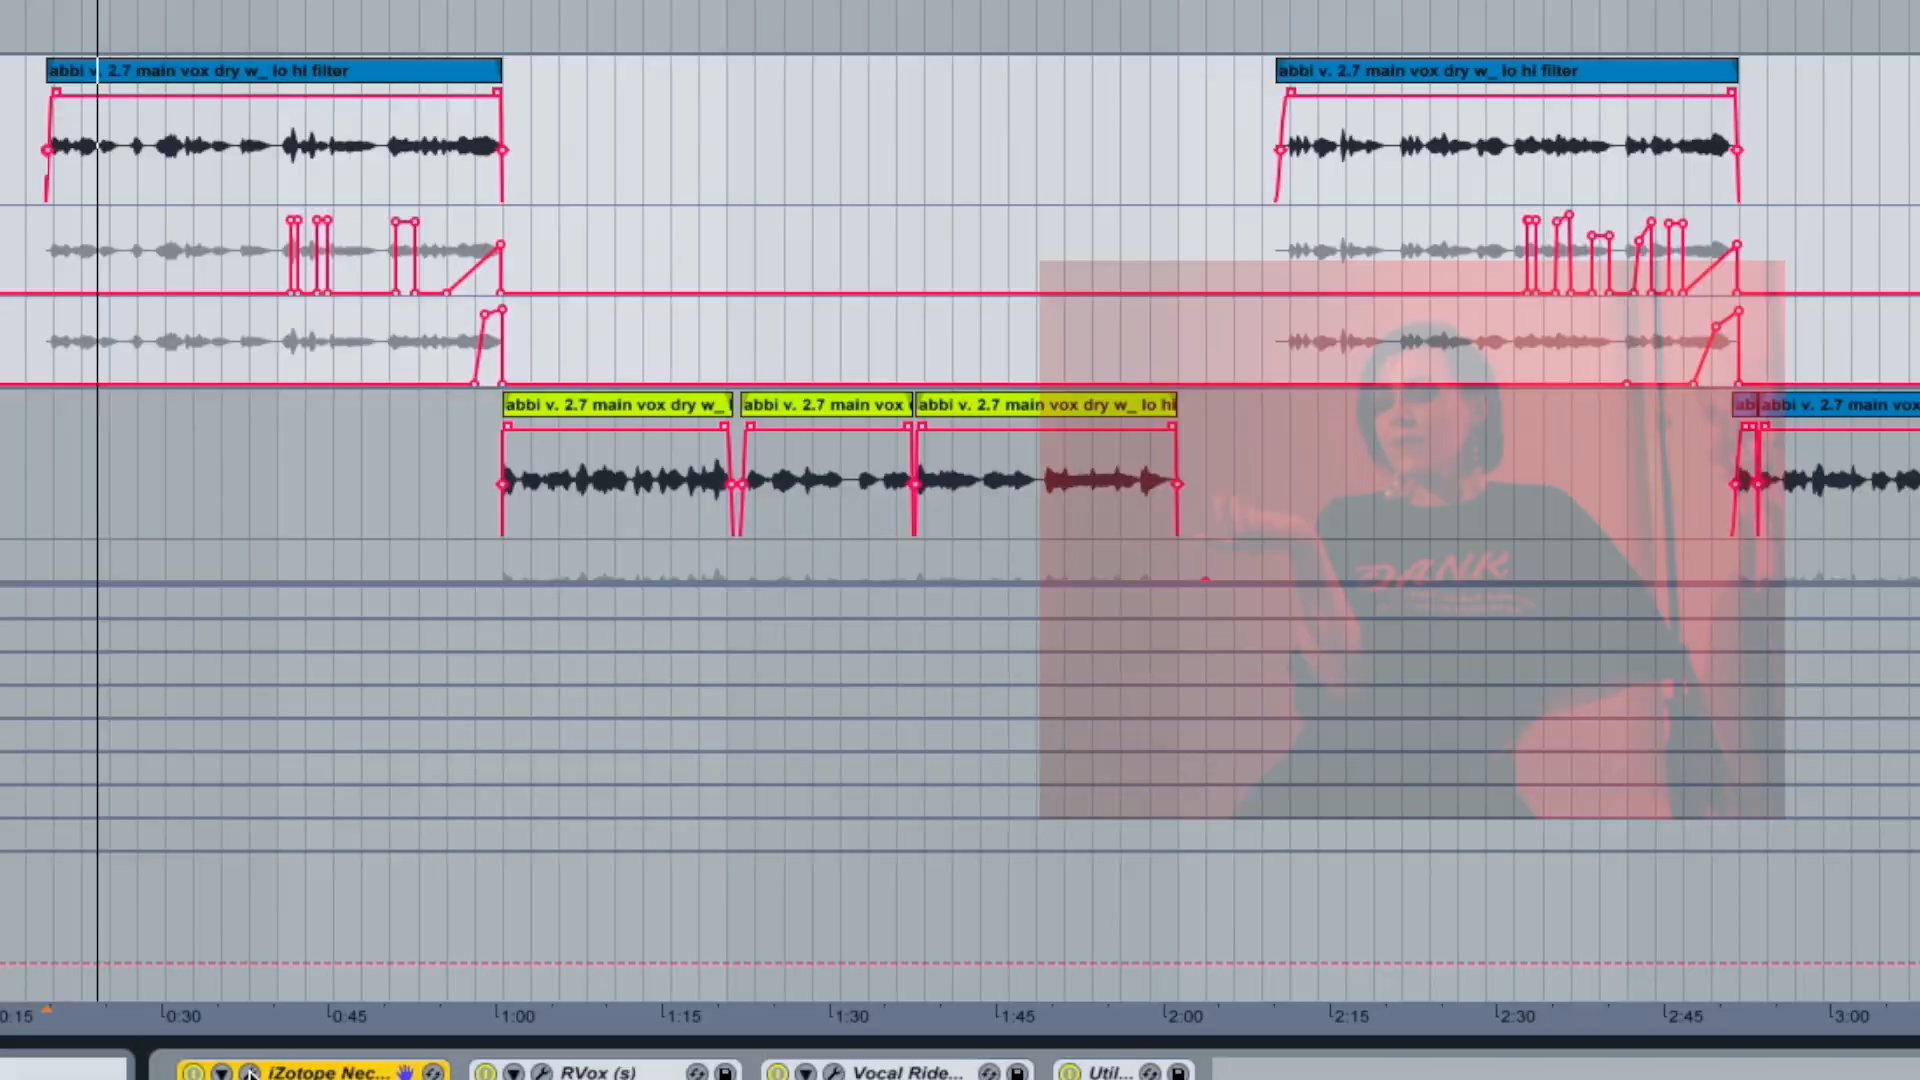 abbi v. 2.7 main vox dry w_ lo hi filter
abbi v. 2.7 main vox dry w_ lo hi filter
abbi v. 2.7 main vox dry w_
abbi v. 2.7 main vox
abbi v. 2.7 main vox dry w_ lo hi
ab
abbi v. 2.7 main vox
DANK
0:15
0:30
0:45
1:00
1:15
1:30
1:45
2:00
2:15
2:30
2:45
3:00
iZotope Nec...
RVox (s)
Vocal Ride...
Util...